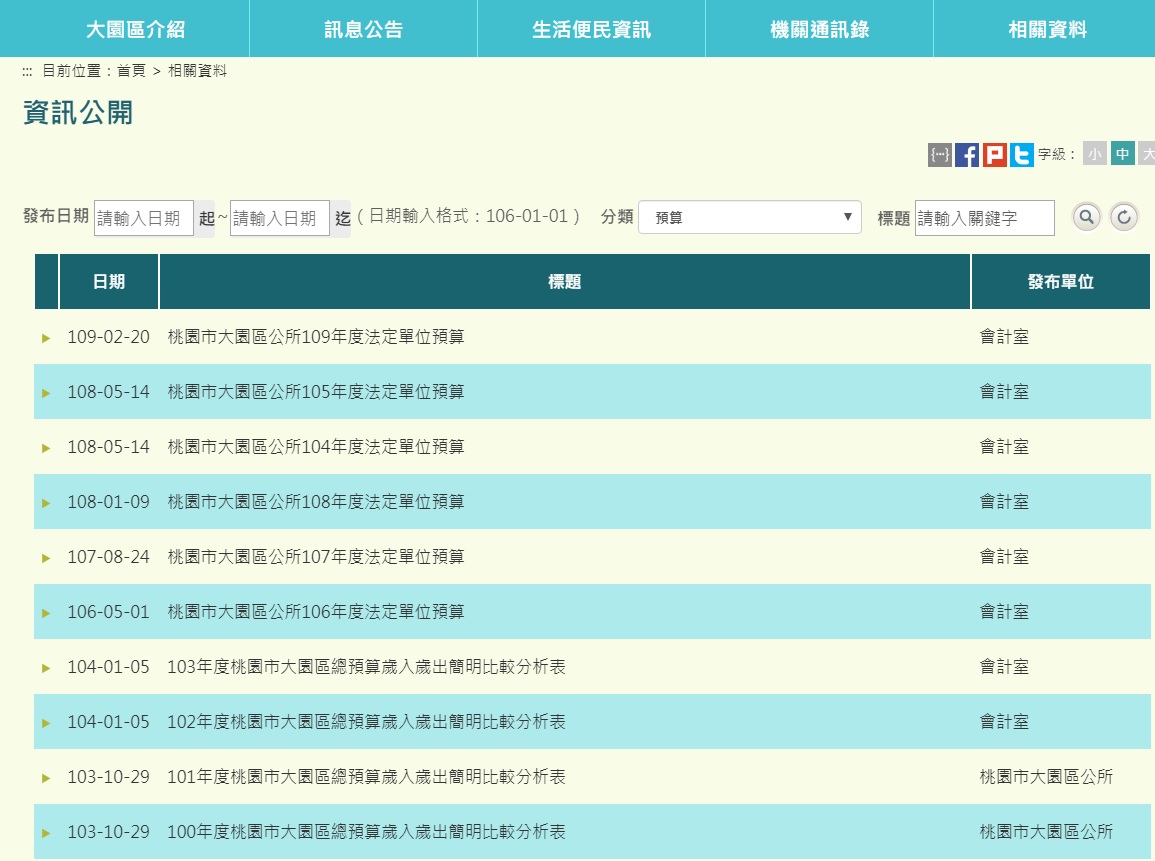 大園區介紹 訊息公告 生活便民資訊 機關通訊錄 相關資料
::: 目前位置：首頁 > 相關資料
資訊公開
字級： 小 中 大
發布日期 請輸入日期 起 ~ 請輸入日期 迄 ( 日期輸入格式：106-01-01 ) 分類 預算 標題 請輸入關鍵字
日期 標題 發布單位
109-02-20 桃園市大園區公所109年度法定單位預算 會計室
108-05-14 桃園市大園區公所105年度法定單位預算 會計室
108-05-14 桃園市大園區公所104年度法定單位預算 會計室
108-01-09 桃園市大園區公所108年度法定單位預算 會計室
107-08-24 桃園市大園區公所107年度法定單位預算 會計室
106-05-01 桃園市大園區公所106年度法定單位預算 會計室
104-01-05 103年度桃園市大園區總預算歲入歲出簡明比較分析表 會計室
104-01-05 102年度桃園市大園區總預算歲入歲出簡明比較分析表 會計室
103-10-29 101年度桃園市大園區總預算歲入歲出簡明比較分析表 桃園市大園區公所
103-10-29 100年度桃園市大園區總預算歲入歲出簡明比較分析表 桃園市大園區公所